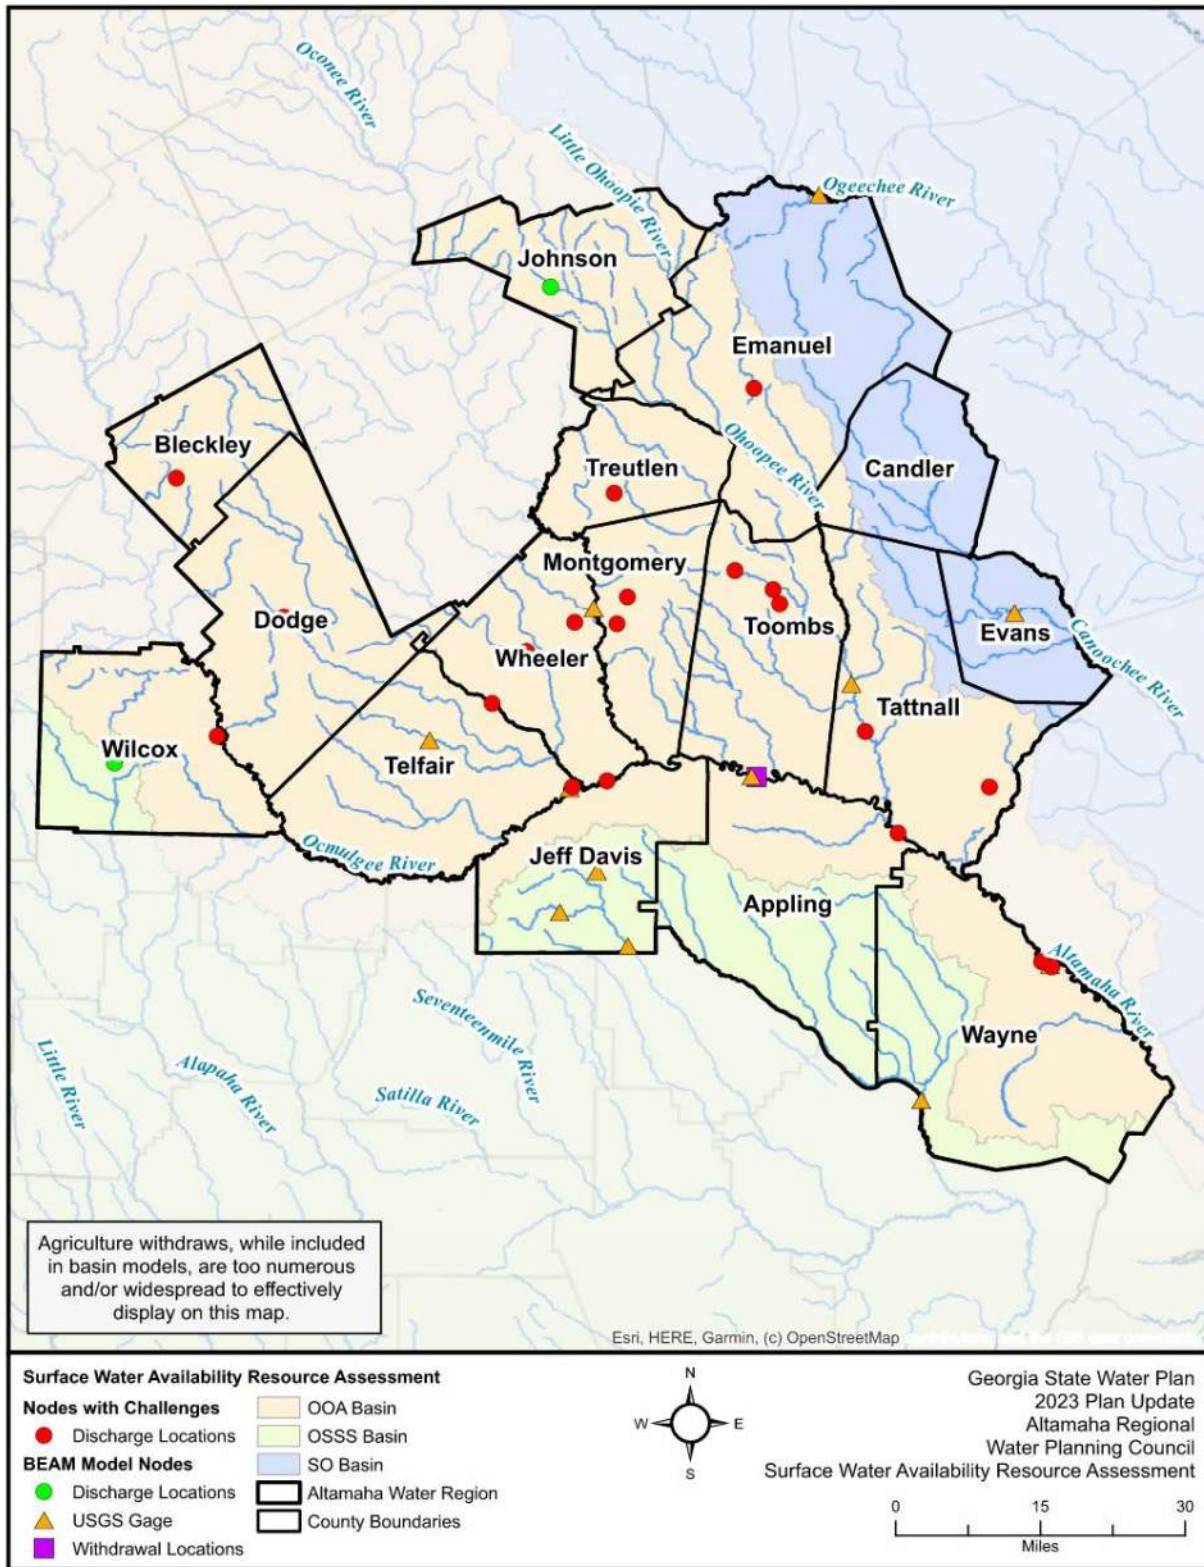 Oconee River
Little Ohoopie River
Ogeechee River
Johnson
Emanuel
Bleckley
Treutlen
Ohoopee River
Candler
Montgomery
Dodge
Toombs
Evans
Canoochee River
Wheeler
Tattnall
Wilcox
Telfair
Ocmulgee River
Jeff Davis
Appling
Altamaha River
Wayne
Seventeenmile River
Little River
Alapaha River
Satilla River
Agriculture withdraws, while included
in basin models, are too numerous
and/or widespread to effectively
display on this map.
Esri, HERE, Garmin, (c) OpenStreetMap
Surface Water Availability Resource Assessment
Nodes with Challenges
Discharge Locations
BEAM Model Nodes
Discharge Locations
USGS Gage
Withdrawal Locations
OOA Basin
OSSS Basin
SO Basin
Altamaha Water Region
County Boundaries
N
W E
S
Georgia State Water Plan
2023 Plan Update
Altamaha Regional
Water Planning Council
Surface Water Availability Resource Assessment
0 15 30
Miles